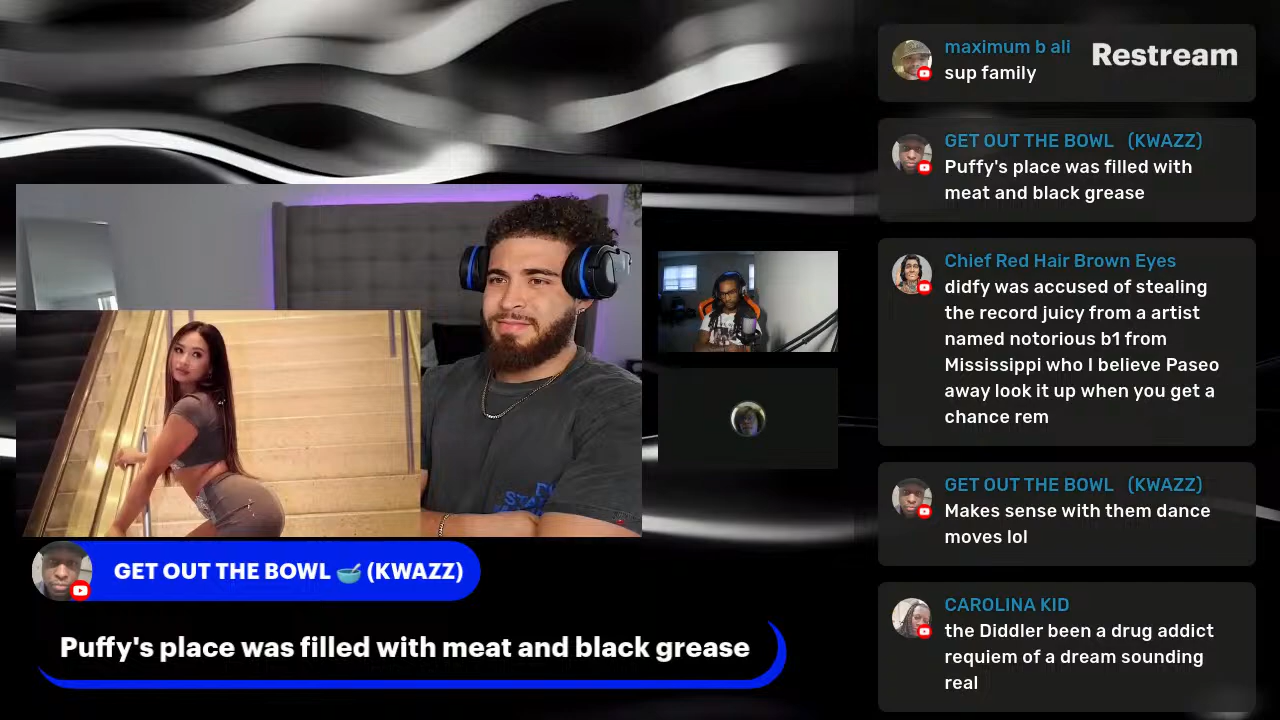 maximum b ali
Restream
sup family
GET OUT THE BOWL (KWAZZ)
Puffy's place was filled with
meat and black grease
Chief Red Hair Brown Eyes
didfy was accused of stealing
the record juicy from a artist
named notorious b1 from
Mississippi who I believe Paseo
away look it up when you get a
chance rem
GET OUT THE BOWL (KWAZZ)
Makes sense with them dance
moves lol
CAROLINA KID
the Diddler been a drug addict
requiem of a dream sounding
real
GET OUT THE BOWL 🥣 (KWAZZ)
Puffy's place was filled with meat and black grease